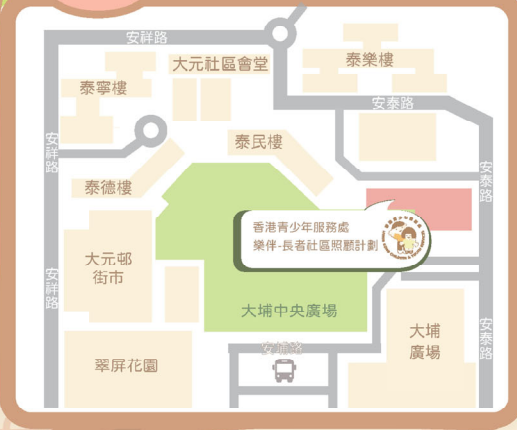 安祥路
大元社區會堂
泰樂樓
泰寧樓
安泰路
泰民樓
安祥路
安泰路
泰德樓
香港青少年服務處
樂伴-長者社區照顧計劃
大元邨
街市
安祥路
大埔中央廣場
安泰路
大埔
廣場
安埔路
翠屏花園